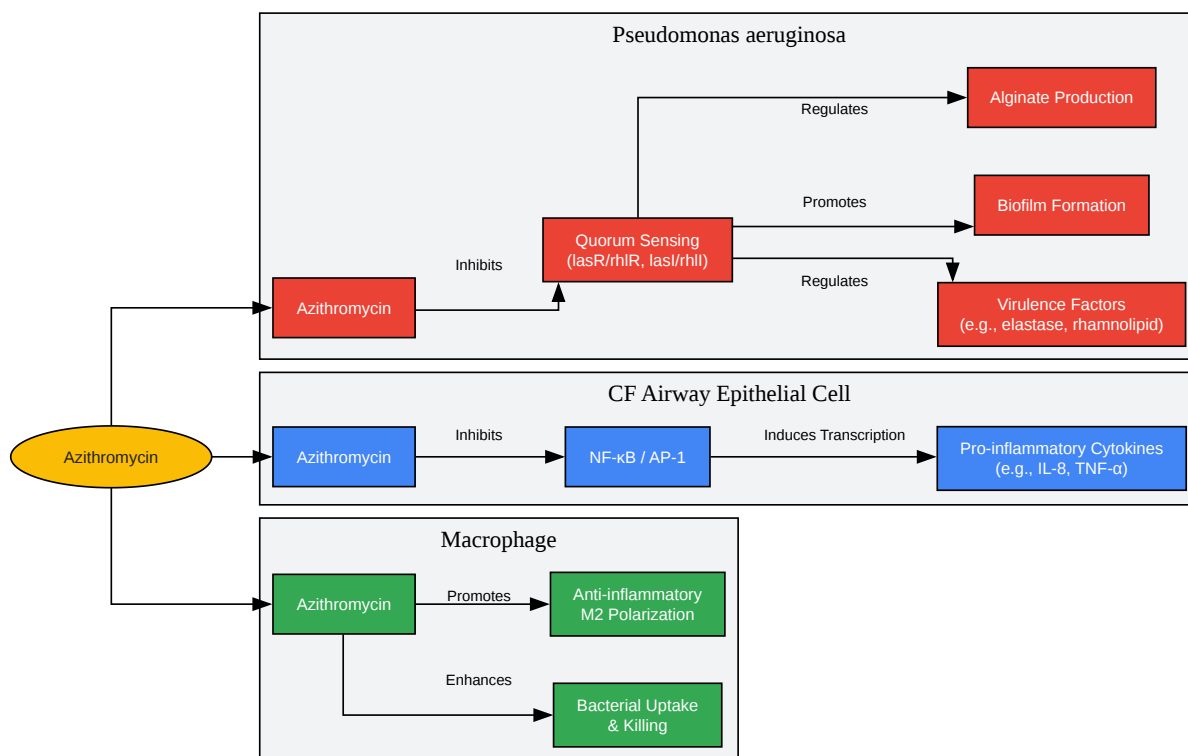 Pseudomonas aeruginosa
Alginate Production
Regulates
Biofilm Formation
Promotes
Quorum Sensing
(lasR/rhlR, lasI/rhlI)
Inhibits
Regulates
Azithromycin
Virulence Factors
(e.g., elastase, rhamnolipid)
CF Airway Epithelial Cell
Azithromycin
Azithromycin
Inhibits
NF-κB / AP-1
Induces Transcription
Pro-inflammatory Cytokines
(e.g., IL-8, TNF-α)
Macrophage
Azithromycin
Promotes
Anti-inflammatory
M2 Polarization
Enhances
Bacterial Uptake
& Killing